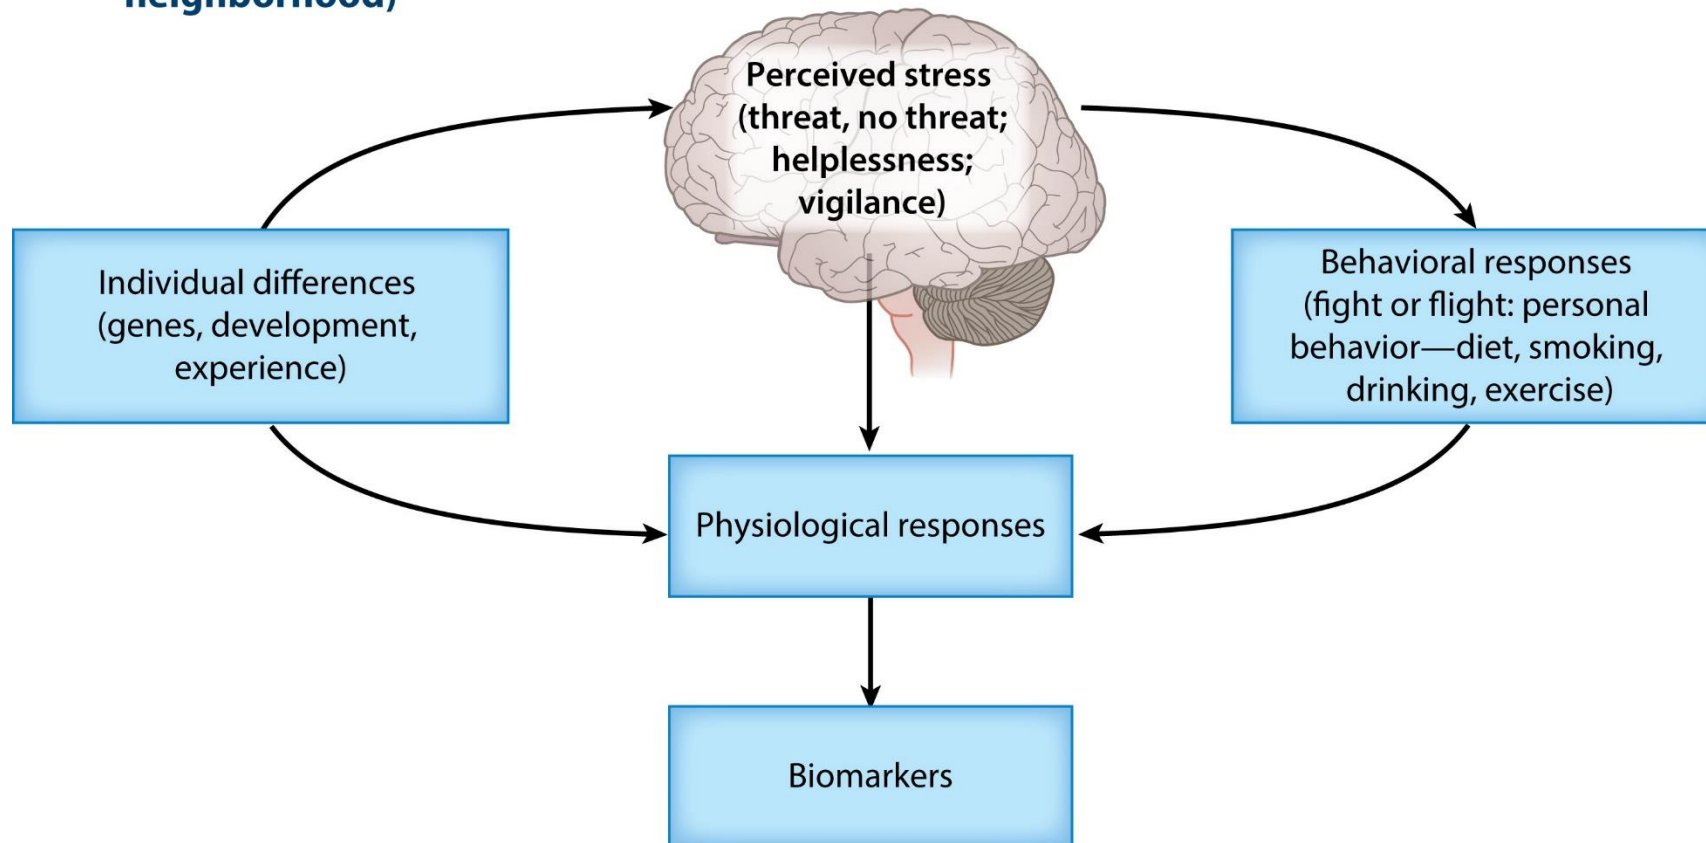 neighborhood)
Perceived stress
(threat, no threat;
helplessness;
vigilance)
Individual differences
(genes, development,
experience)
Behavioral responses
(fight or flight: personal
behavior—diet, smoking,
drinking, exercise)
Physiological responses
Biomarkers